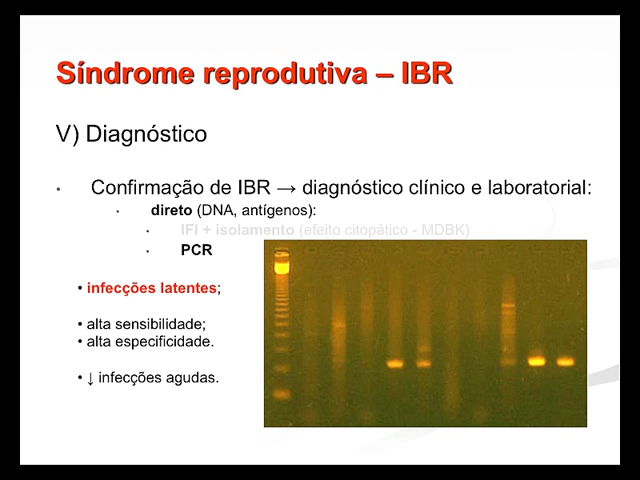 Síndrome reprodutiva – IBR
V) Diagnóstico
• Confirmação de IBR → diagnóstico clínico e laboratorial:
• direto (DNA, antígenos):
• IFI + isolamento (efeito citopático - MDBK)
• PCR
• infecções latentes;
• alta sensibilidade;
• alta especificidade.
• ↓ infecções agudas.